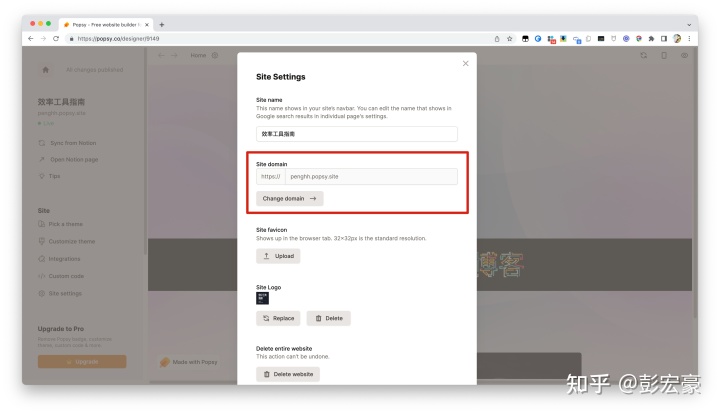 Popsy - Free website builder f
https://popsy.co/designer/9149
All changes published
Home
效率工具指南
penghh.popsy.site
Live
Sync from Notion
Open Notion page
Tips
Site
Pick a theme
Customize theme
Integrations
Custom code
Site settings
Upgrade to Pro
Upgrade
Made with Popsy
博客
Site Settings
Site name
This name shows in your site's navbar. You can edit the name that shows in
Google search results in individual page's settings.
效率工具指南
Site domain
https:// penghh.popsy.site
Change domain →
Site favicon
Shows up in the browser tab. 32x32px is the standard resolution.
Upload
Site Logo
Replace Delete
Delete entire website
This action can't be undone.
Delete website
知乎 @彭宏豪